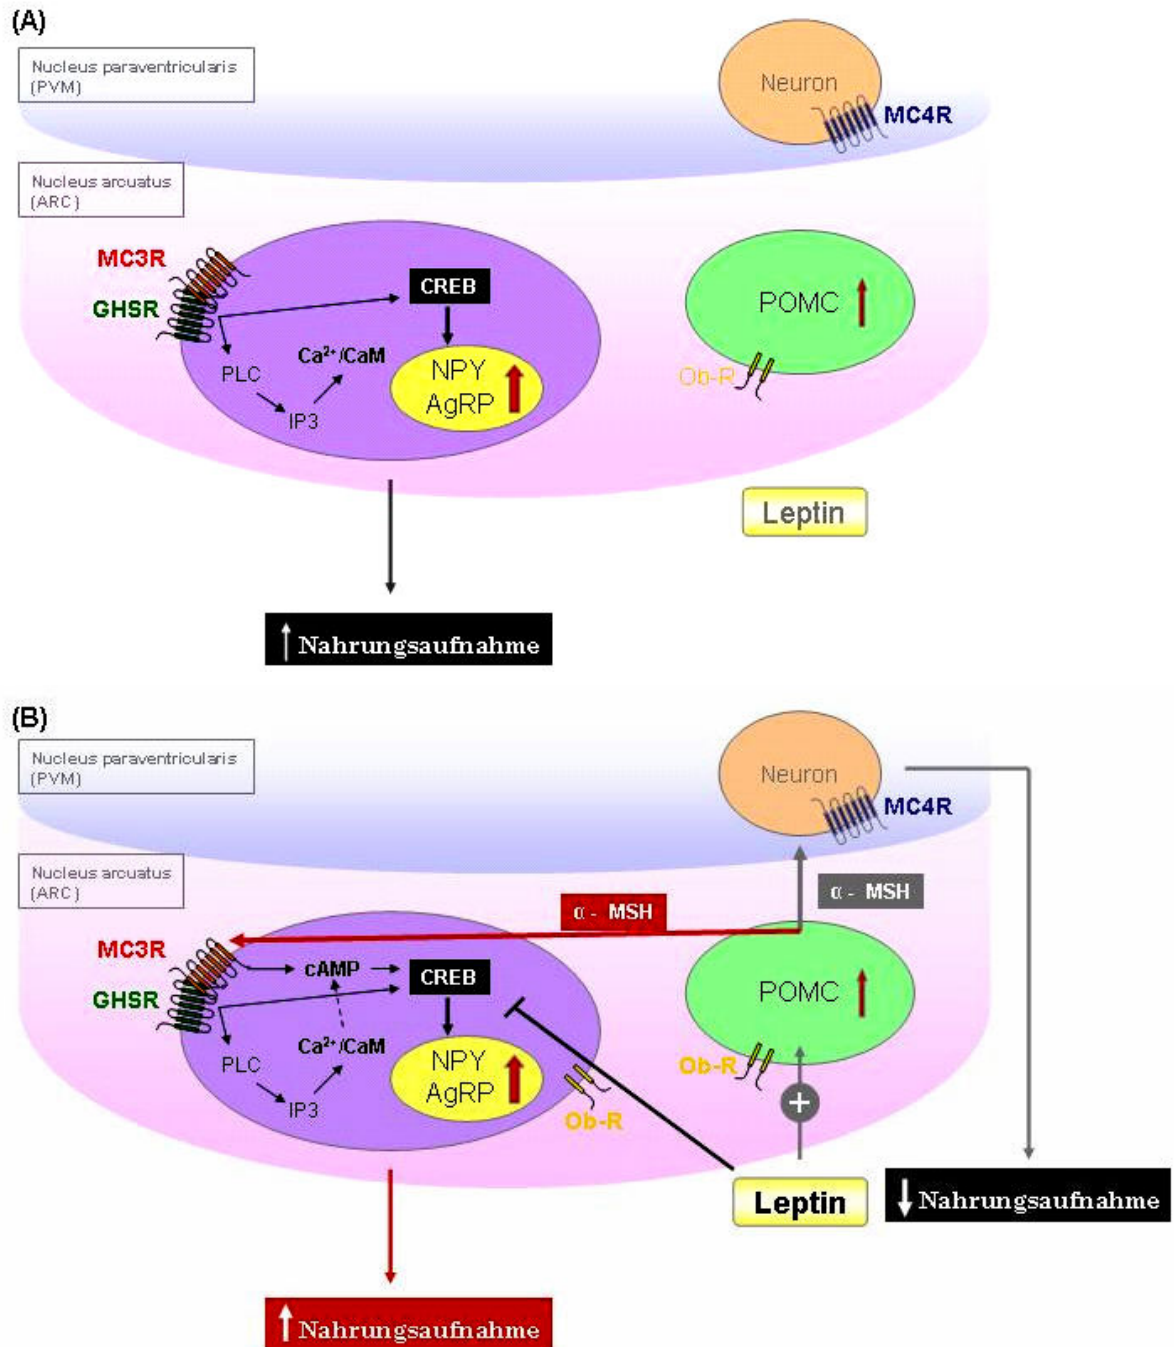 (A)
Nucleus paraventricularis
(PVM)
Neuron
MC4R
Nucleus arcuatus
(ARC)
MC3R
GHSR
CREB
POMC
Ca²⁺/CaM
PLC
NPY
AgRP
Ob-R
IP3
Leptin
Nahrungsaufnahme
(B)
Nucleus paraventricularis
(PVM)
Neuron
MC4R
Nucleus arcuatus
(ARC)
α - MSH
α - MSH
MC3R
cAMP
CREB
GHSR
POMC
Ca²⁺/CaM
PLC
NPY
AgRP
Ob-R
IP3
Ob-R
+
Leptin
Nahrungsaufnahme
Nahrungsaufnahme